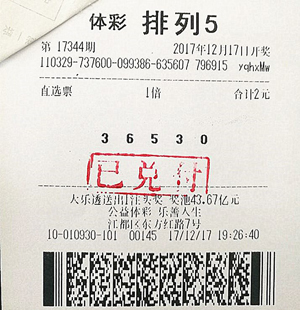 体彩 排列5
第 17344期 2017年12月17日开奖
110329-737600-099386-635607 796915 yqhxMw
直选票 1倍 合计2元
3 6 5 3 0
已兑付
大乐透送出1注头奖 奖池43.67亿元
公益体彩 乐善人生
江都区东方红路7号
10-010930-101 00145 17/12/17 19:26:40